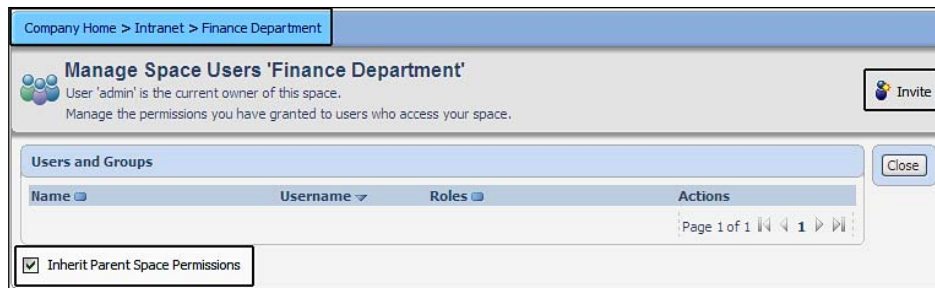 Company Home > Intranet > Finance Department
Manage Space Users 'Finance Department'
User 'admin' is the current owner of this space.
Manage the permissions you have granted to users who access your space.
Invite
Users and Groups
Close
Name Username Roles Actions
Page 1 of 1 1
Inherit Parent Space Permissions